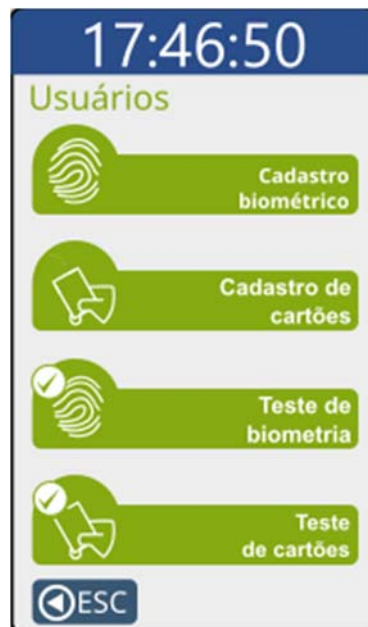 17:46:50
Usuários
Cadastro
biométrico
Cadastro de
cartões
Teste de
biometria
Teste
de cartões
ESC